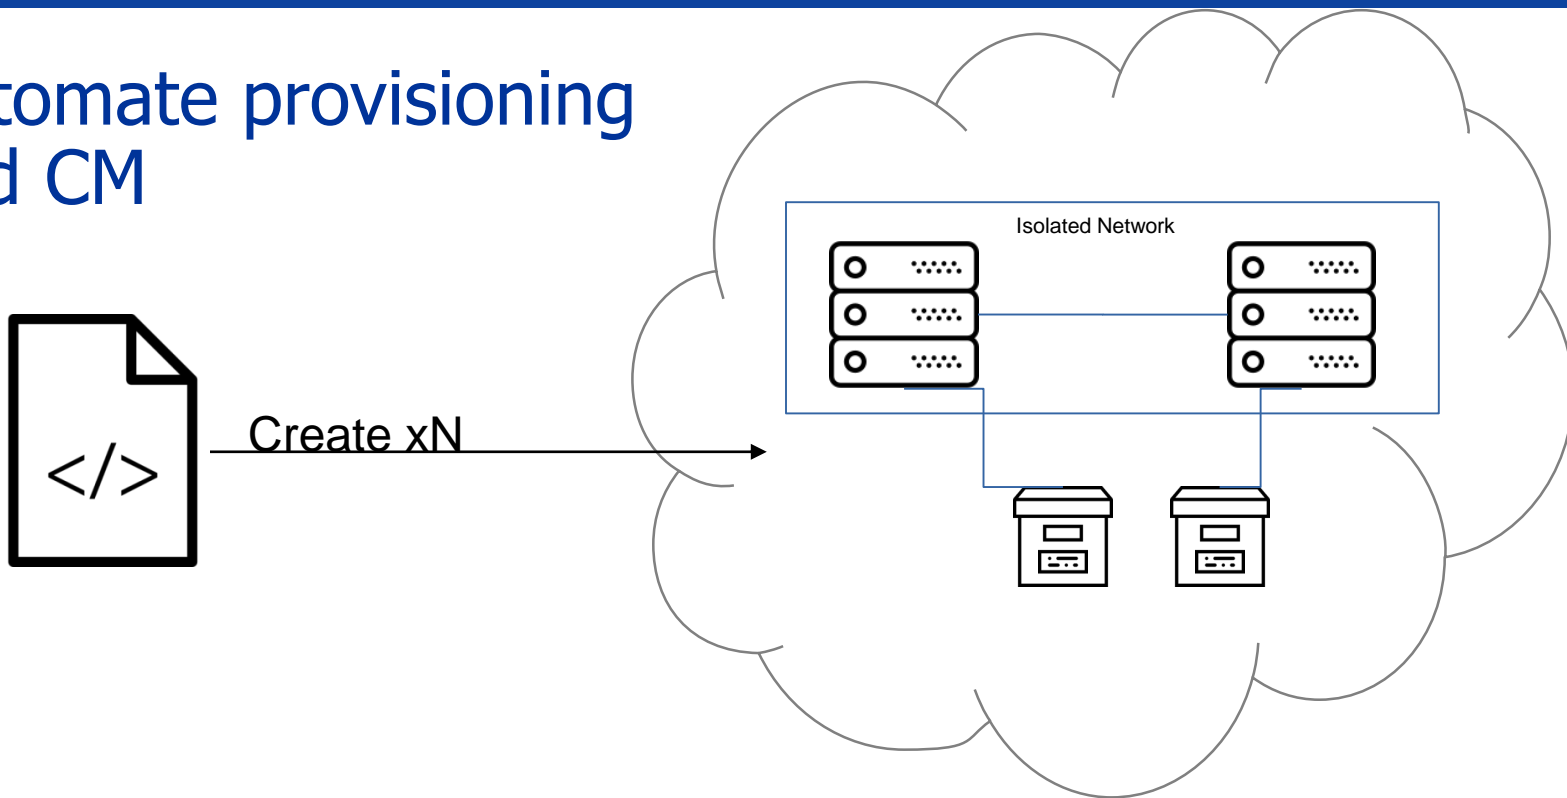 tomate provisioning
d CM
Isolated Network
</>
Create xN